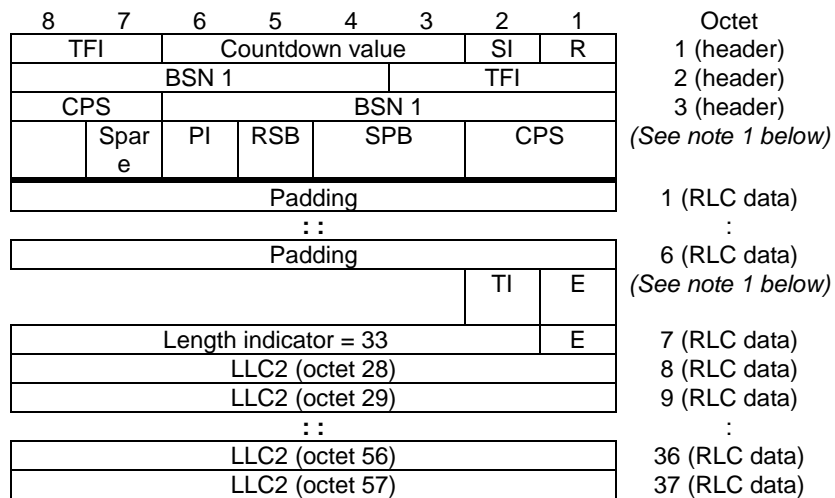 8 7 6 5 4 3 2 1 Octet
TFI Countdown value SI R 1 (header)
BSN 1 TFI 2 (header)
CPS BSN 1 3 (header)
Spar
e PI RSB SPB CPS (See note 1 below)
Padding 1 (RLC data)
: : :
Padding 6 (RLC data)
TI E (See note 1 below)
Length indicator = 33 E 7 (RLC data)
LLC2 (octet 28) 8 (RLC data)
LLC2 (octet 29) 9 (RLC data)
: : :
LLC2 (octet 56) 36 (RLC data)
LLC2 (octet 57) 37 (RLC data)